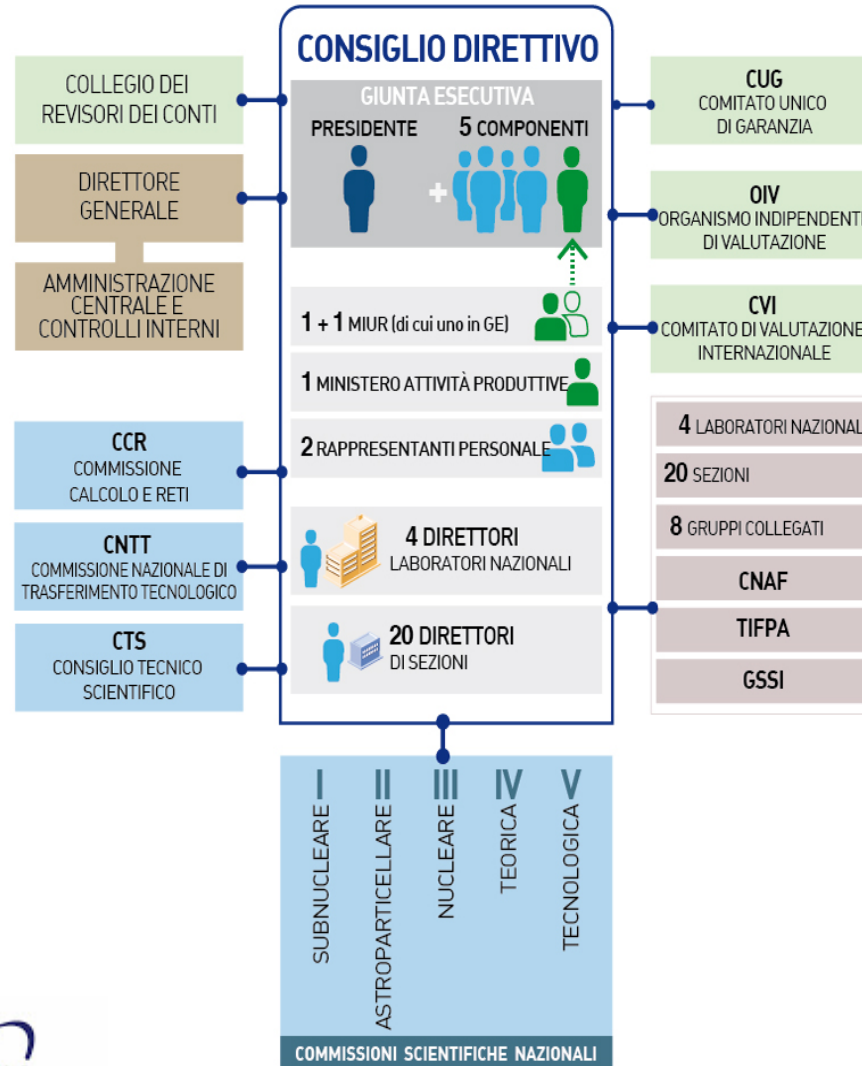 CONSIGLIO DIRETTIVO
GIUNTA ESECUTIVA
PRESIDENTE
5 COMPONENTI
+
1 + 1 MIUR (di cui uno in GE)
1 MINISTERO ATTIVITÀ PRODUTTIVE
2 RAPPRESENTANTI PERSONALE
4 DIRETTORI
LABORATORI NAZIONALI
20 DIRETTORI
DI SEZIONI
COLLEGIO DEI
REVISORI DEI CONTI
DIRETTORE
GENERALE
AMMINISTRAZIONE
CENTRALE E
CONTROLLI INTERNI
CCR
COMMISSIONE
CALCOLO E RETI
CNTT
COMMISSIONE NAZIONALE DI
TRASFERIMENTO TECNOLOGICO
CTS
CONSIGLIO TECNICO
SCIENTIFICO
CUG
COMITATO UNICO
DI GARANZIA
OIV
ORGANISMO INDIPENDENT
DI VALUTAZIONE
CVI
COMITATO DI VALUTAZIONE
INTERNAZIONALE
4 LABORATORI NAZIONAL
20 SEZIONI
8 GRUPPI COLLEGATI
CNAF
TIFPA
GSSI
I SUBNUCLEARE
II ASTROPARTICELLARE
III NUCLEARE
IV TEORICA
V TECNOLOGICA
COMMISSIONI SCIENTIFICHE NAZIONALI